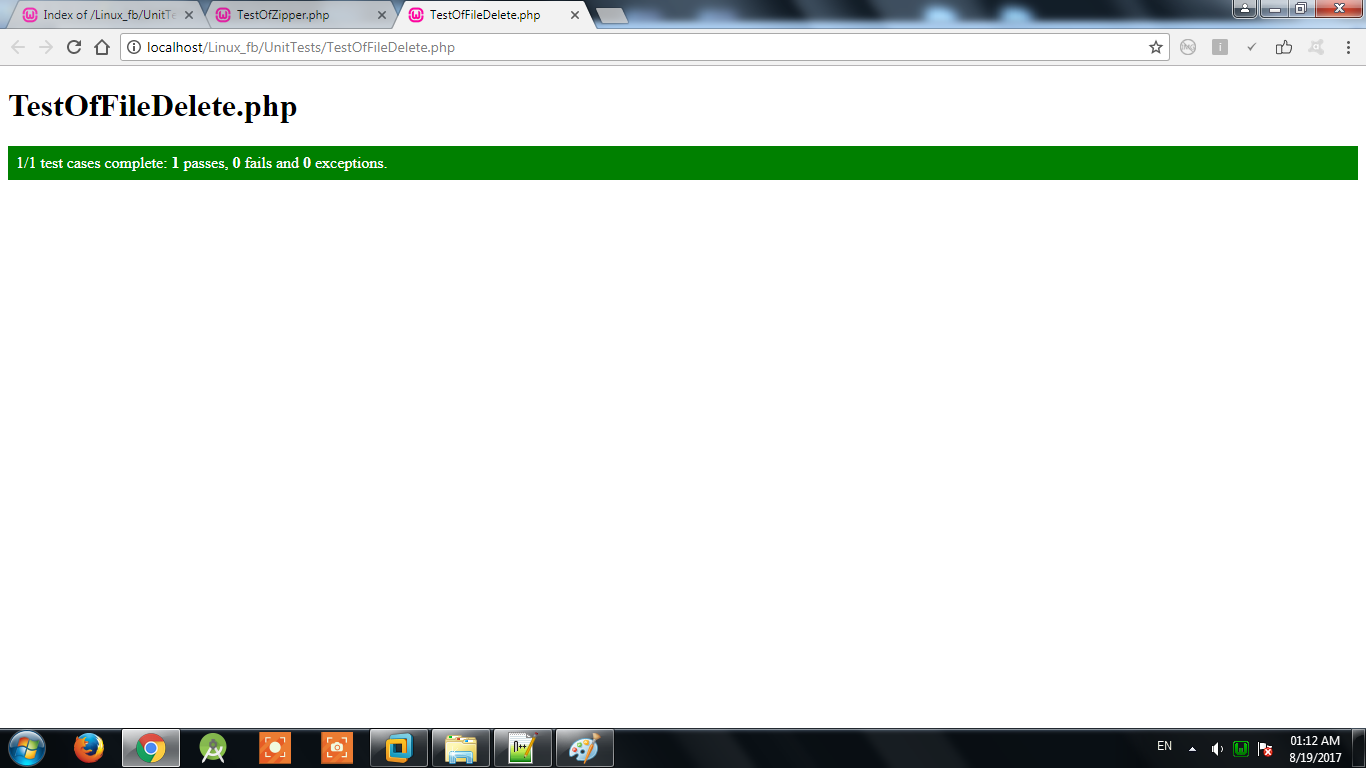 Index of /Linux_fb/UnitTe
TestOfZipper.php
TestOfFileDelete.php
localhost/Linux_fb/UnitTests/TestOfFileDelete.php
TestOfFileDelete.php
1/1 test cases complete: 1 passes, 0 fails and 0 exceptions.
EN
01:12 AM
8/19/2017